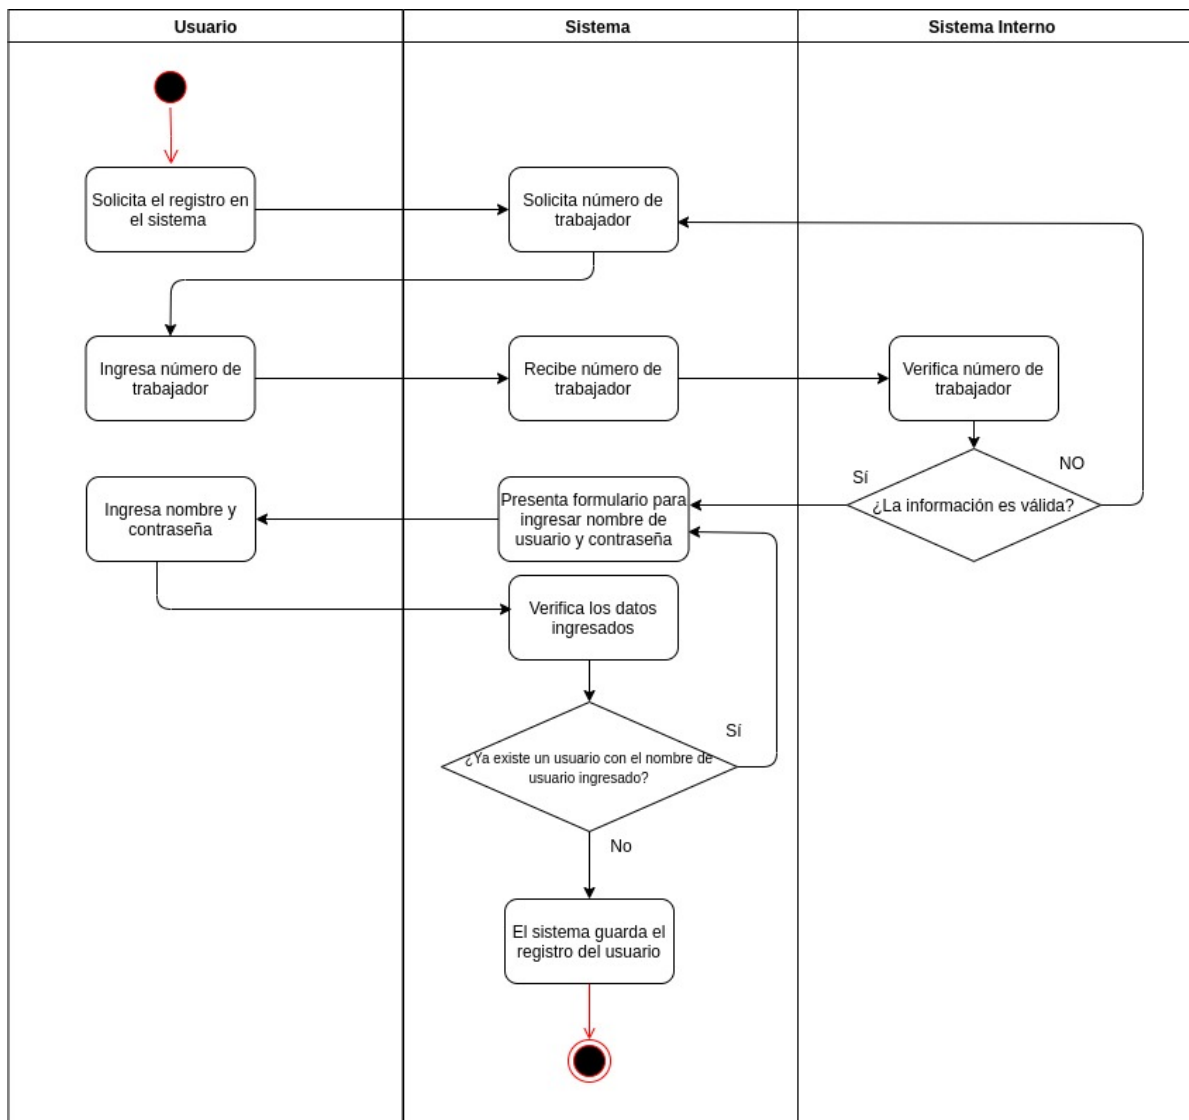 Usuario
Sistema
Sistema Interno
Solicita el registro en
el sistema
Solicita número de
trabajador
Ingresa número de
trabajador
Recibe número de
trabajador
Verifica número de
trabajador
Sí
NO
¿La información es válida?
Presenta formulario para
ingresar nombre de
usuario y contraseña
Ingresa nombre y
contraseña
Verifica los datos
ingresados
Sí
¿Ya existe un usuario con el nombre de
usuario ingresado?
No
El sistema guarda el
registro del usuario